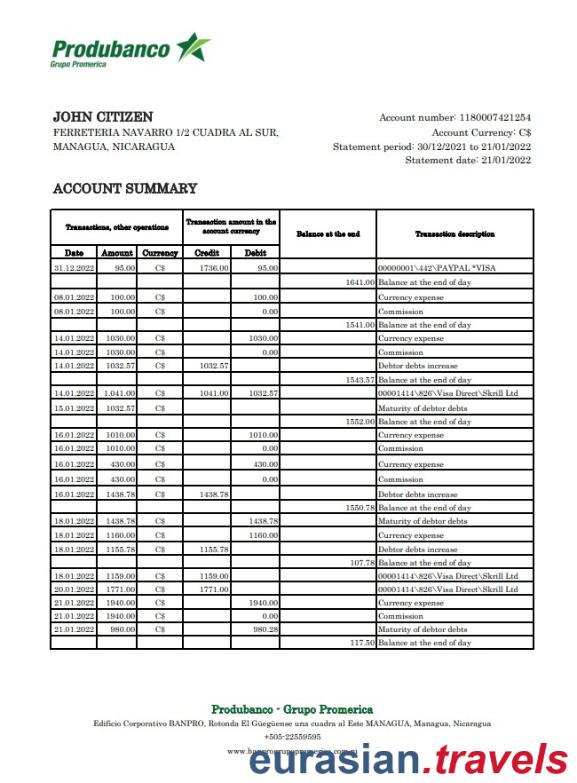 Produbanco
Grupo Promerica
JOHN CITIZEN
FERRETERIA NAVARRO 1/2 CUADRA AL SUR,
MANAGUA, NICARAGUA
Account number: 1180007421254
Account Currency: C$
Statement period: 30/12/2021 to 21/01/2022
Statement date: 21/01/2022
ACCOUNT SUMMARY
Transactions, other operations Transaction amount in the account currency Balance at the end Transaction description
Date Amount Currency Credit Debit
31.12.2022 95.00 C$ 1736.00 95.00 00000001\442\PAYPAL *VISA
1641.00 Balance at the end of day
08.01.2022 100.00 C$ 100.00 Currency expense
08.01.2022 100.00 C$ 0.00 Commission
1541.00 Balance at the end of day
14.01.2022 1030.00 C$ 1030.00 Currency expense
14.01.2022 1030.00 C$ 0.00 Commission
14.01.2022 1032.57 C$ 1032.57 Debtor debts increase
1543.57 Balance at the end of day
14.01.2022 1.041.00 C$ 1041.00 1032.57 00001414\826\Visa Direct\Skrill Ltd
15.01.2022 1032.57 C$ Maturity of debtor debts
1552.00 Balance at the end of day
16.01.2022 1010.00 C$ 1010.00 Currency expense
16.01.2022 1010.00 C$ 0.00 Commission
16.01.2022 430.00 C$ 430.00 Currency expense
16.01.2022 430.00 C$ 0.00 Commission
16.01.2022 1438.78 C$ 1438.78 Debtor debts increase
1550.78 Balance at the end of day
18.01.2022 1438.78 C$ 1438.78 Maturity of debtor debts
18.01.2022 1160.00 C$ 1160.00 Currency expense
18.01.2022 1155.78 C$ 1155.78 Debtor debts increase
107.78 Balance at the end of day
18.01.2022 1159.00 C$ 1159.00 00001414\826\Visa Direct\Skrill Ltd
20.01.2022 1771.00 C$ 1771.00 00001414\826\Visa Direct\Skrill Ltd
21.01.2022 1940.00 C$ 1940.00 Currency expense
21.01.2022 1940.00 C$ 0.00 Commission
21.01.2022 980.00 C$ 980.28 Maturity of debtor debts
117.50 Balance at the end of day
Produbanco - Grupo Promerica
Edificio Corporativo BANPRO, Rotonda El Güegüense una cuadra al Este MANAGUA, Managua, Nicaragua
+505-22559595
www.banprogrupopromerica.com.ni
eurasian.travels